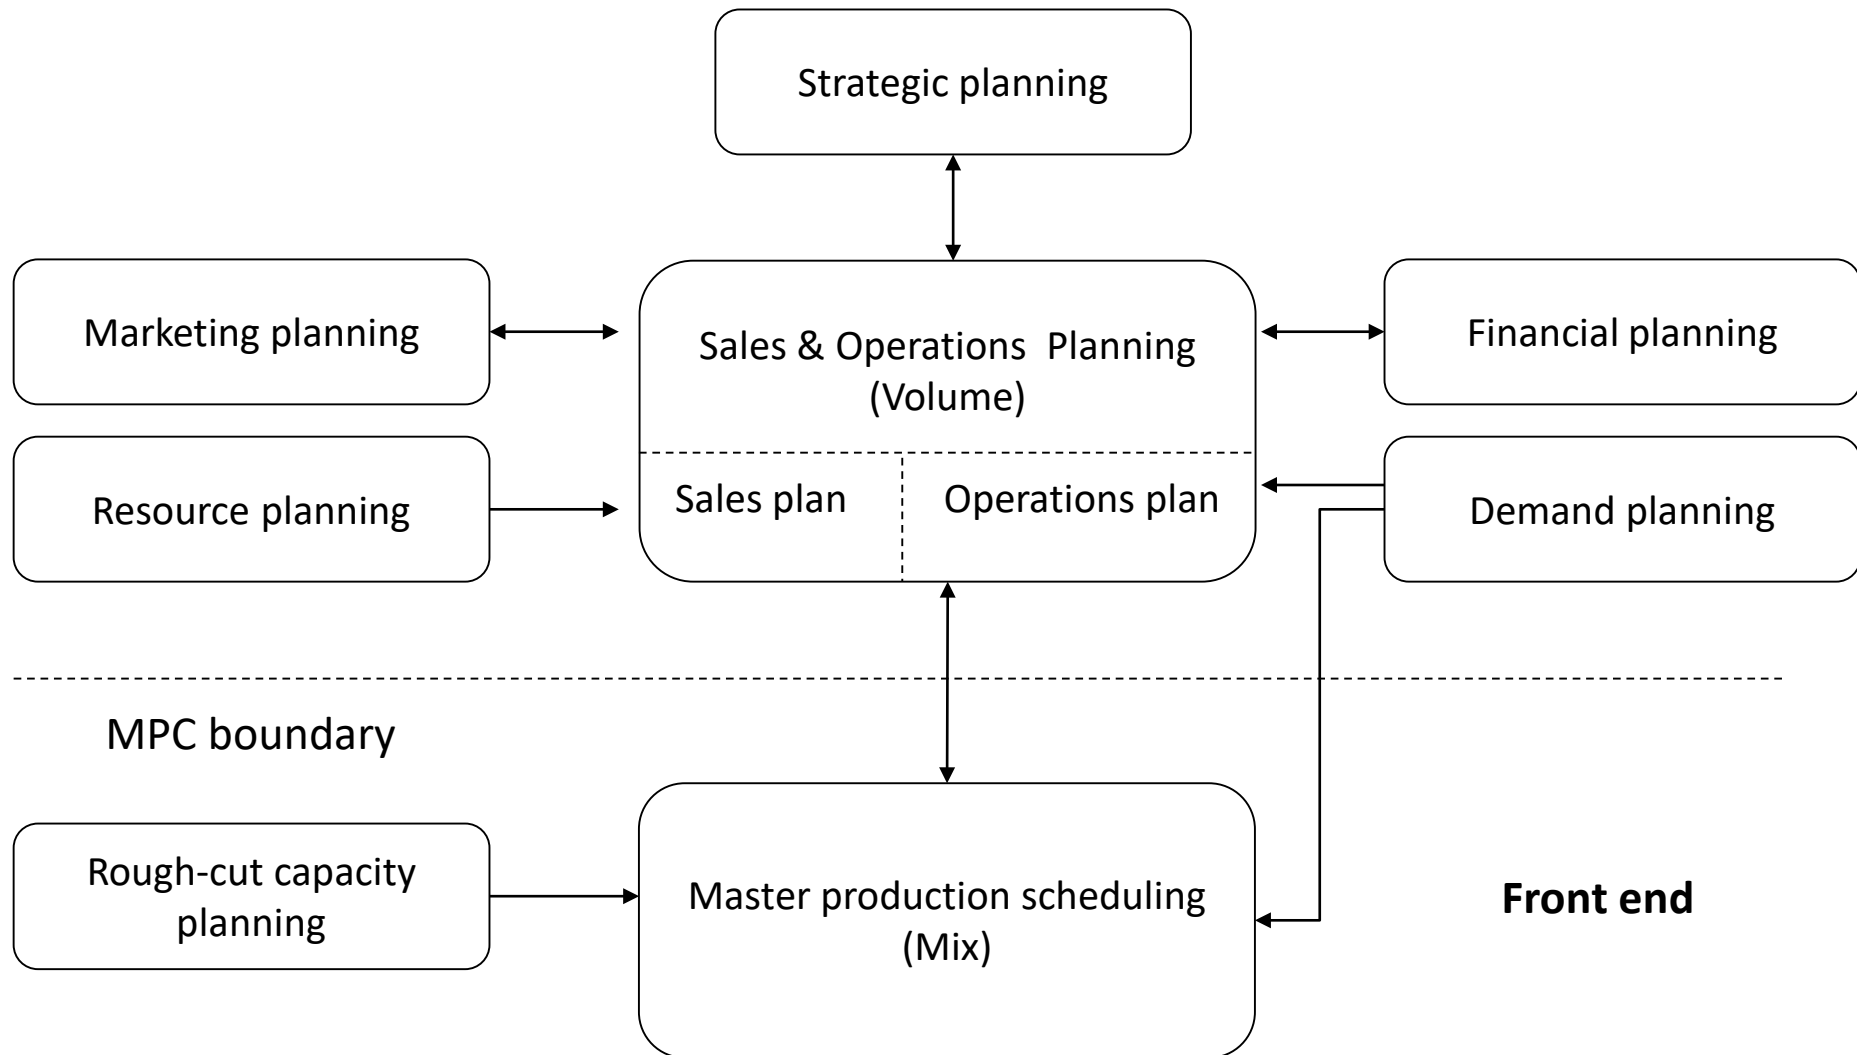 Strategic planning
Marketing planning
Sales & Operations  Planning
(Volume)
Financial planning
Resource planning
Sales plan
Operations plan
Demand planning
MPC boundary
Rough-cut capacity
planning
Master production scheduling
(Mix)
Front end